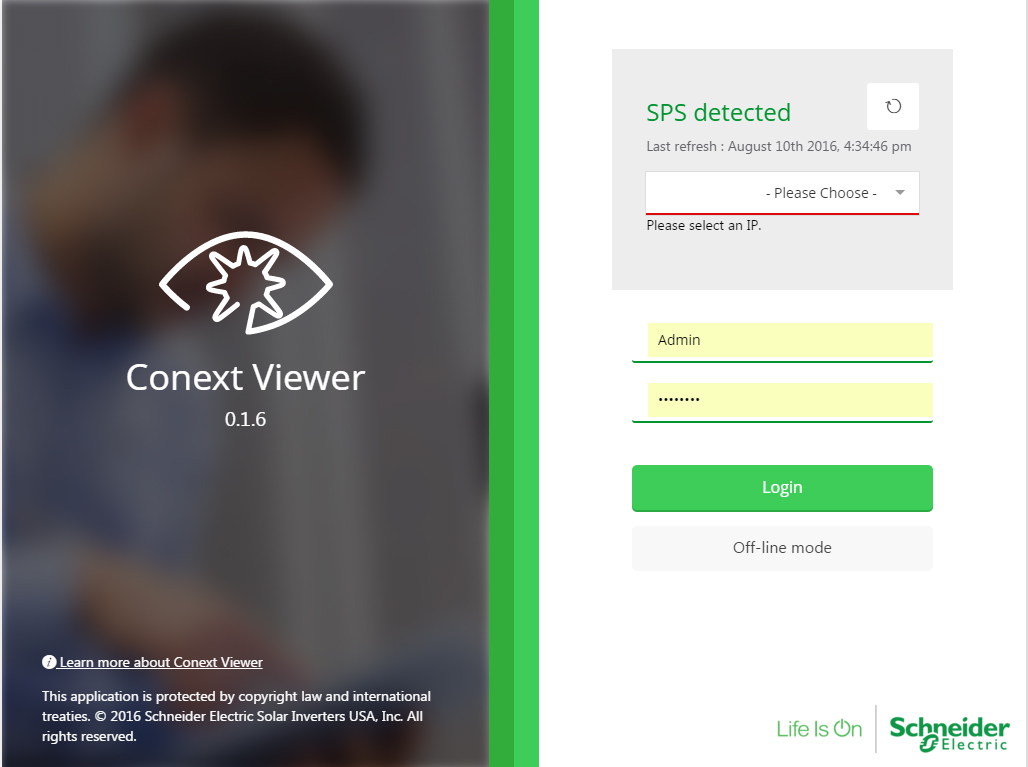 Conext Viewer
0.1.6
Learn more about Conext Viewer
This application is protected by copyright law and international
treaties. © 2016 Schneider Electric Solar Inverters USA, Inc. All
rights reserved.
SPS detected
Last refresh : August 10th 2016, 4:34:46 pm
- Please Choose -
Please select an IP.
Admin
••••••••
Login
Off-line mode
Life Is On
Schneider
Electric